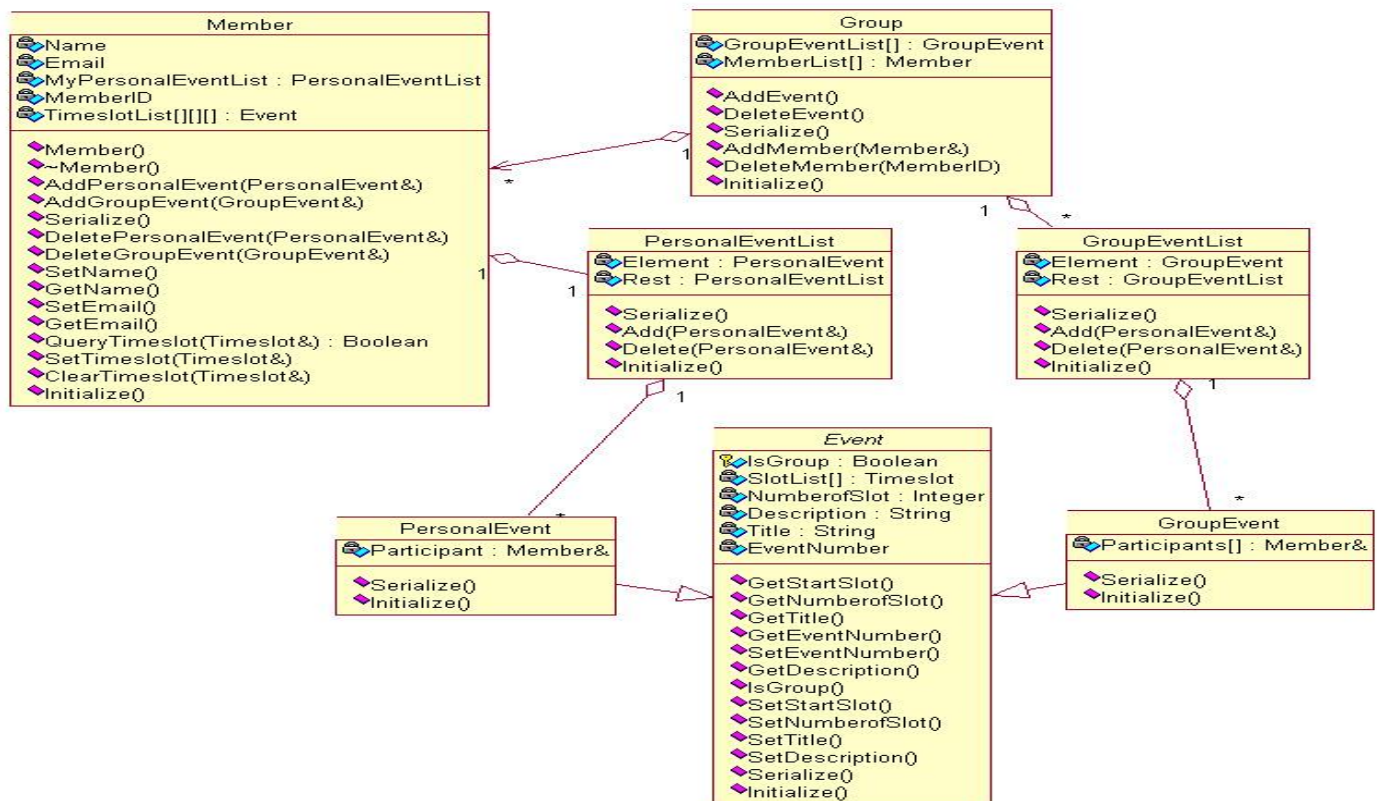 Member
Name
Email
MyPersonalEventList : PersonalEventList
MemberID
TimeslotList[][][] : Event
Member()
~Member()
AddPersonalEvent(PersonalEvent&)
AddGroupEvent(GroupEvent&)
Serialize()
DeletePersonalEvent(PersonalEvent&)
DeleteGroupEvent(GroupEvent&)
SetName()
GetName()
SetEmail()
GetEmail()
QueryTimeslot(Timeslot&) : Boolean
SetTimeslot(Timeslot&)
ClearTimeslot(Timeslot&)
Initialize()
Group
GroupEventList[] : GroupEvent
MemberList[] : Member
AddEvent()
DeleteEvent()
Serialize()
AddMember(Member&)
DeleteMember(MemberID)
Initialize()
1
*
1
*
1
1
PersonalEventList
Element : PersonalEvent
Rest : PersonalEventList
Serialize()
Add(PersonalEvent&)
Delete(PersonalEvent&)
Initialize()
1
*
GroupEventList
Element : GroupEvent
Rest : GroupEventList
Serialize()
Add(PersonalEvent&)
Delete(PersonalEvent&)
Initialize()
1
*
PersonalEvent
Participant : Member&
Serialize()
Initialize()
Event
IsGroup : Boolean
SlotList[] : Timeslot
NumberofSlot : Integer
Description : String
Title : String
EventNumber
GetStartSlot()
GetNumberofSlot()
GetTitle()
GetEventNumber()
SetEventNumber()
GetDescription()
IsGroup()
SetStartSlot()
SetNumberofSlot()
SetTitle()
SetDescription()
Serialize()
Initialize()
GroupEvent
Participants[] : Member&
Serialize()
Initialize()